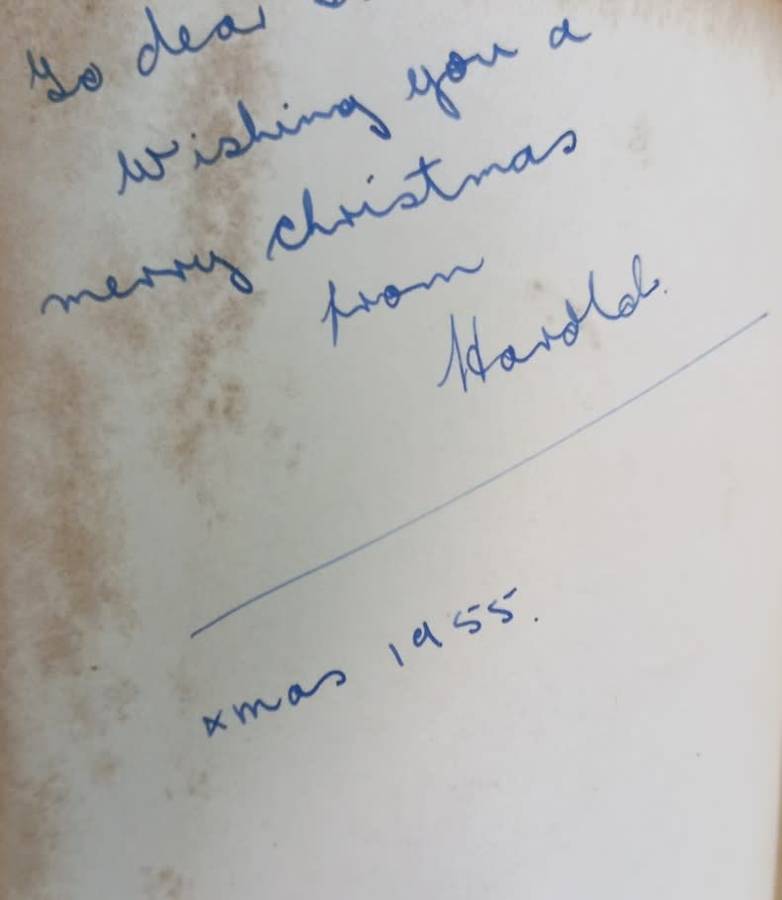 To dear
Wishing you a
merry christmas
from
Harold.
xmas 1955.